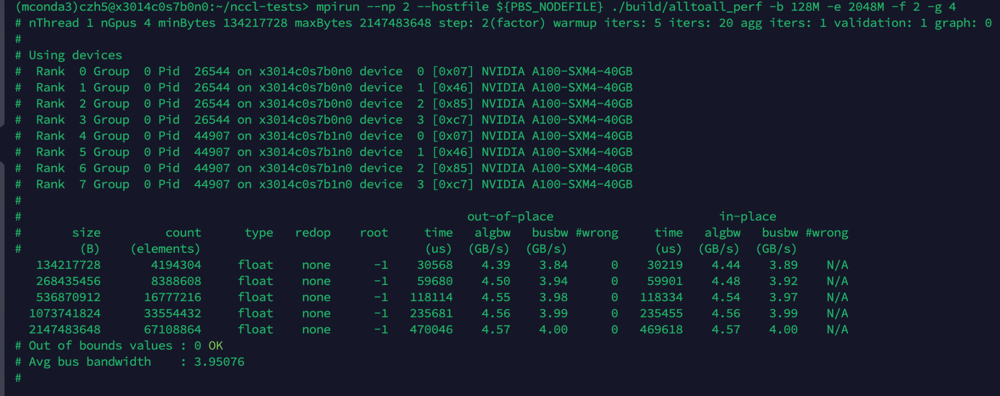 (mconda3)czh5@x3014c0s7b0n0:~/nccl-tests> mpirun --np 2 --hostfile ${PBS_NODEFILE} ./build/alltoall_perf -b 128M -e 2048M -f 2 -g 4
# nThread 1 nGpus 4 minBytes 134217728 maxBytes 2147483648 step: 2(factor) warmup iters: 5 iters: 20 agg iters: 1 validation: 1 graph: 0
#
# Using devices
#  Rank  0 Group  0 Pid  26544 on x3014c0s7b0n0 device  0 [0x07] NVIDIA A100-SXM4-40GB
#  Rank  1 Group  0 Pid  26544 on x3014c0s7b0n0 device  1 [0x46] NVIDIA A100-SXM4-40GB
#  Rank  2 Group  0 Pid  26544 on x3014c0s7b0n0 device  2 [0x85] NVIDIA A100-SXM4-40GB
#  Rank  3 Group  0 Pid  26544 on x3014c0s7b0n0 device  3 [0xc7] NVIDIA A100-SXM4-40GB
#  Rank  4 Group  0 Pid  44907 on x3014c0s7b1n0 device  0 [0x07] NVIDIA A100-SXM4-40GB
#  Rank  5 Group  0 Pid  44907 on x3014c0s7b1n0 device  1 [0x46] NVIDIA A100-SXM4-40GB
#  Rank  6 Group  0 Pid  44907 on x3014c0s7b1n0 device  2 [0x85] NVIDIA A100-SXM4-40GB
#  Rank  7 Group  0 Pid  44907 on x3014c0s7b1n0 device  3 [0xc7] NVIDIA A100-SXM4-40GB
#
#                                                              out-of-place                       in-place
#       size         count      type   redop    root     time   algbw   busbw #wrong     time   algbw   busbw #wrong
#        (B)    (elements)                               (us)  (GB/s)  (GB/s)            (us)  (GB/s)  (GB/s)
   134217728       4194304     float    none      -1    30568    4.39    3.84      0    30219    4.44    3.89    N/A
   268435456       8388608     float    none      -1    59680    4.50    3.94      0    59901    4.48    3.92    N/A
   536870912      16777216     float    none      -1   118114    4.55    3.98      0   118334    4.54    3.97    N/A
  1073741824      33554432     float    none      -1   235681    4.56    3.99      0   235455    4.56    3.99    N/A
  2147483648      67108864     float    none      -1   470046    4.57    4.00      0   469618    4.57    4.00    N/A
# Out of bounds values : 0 OK
# Avg bus bandwidth    : 3.95076
#